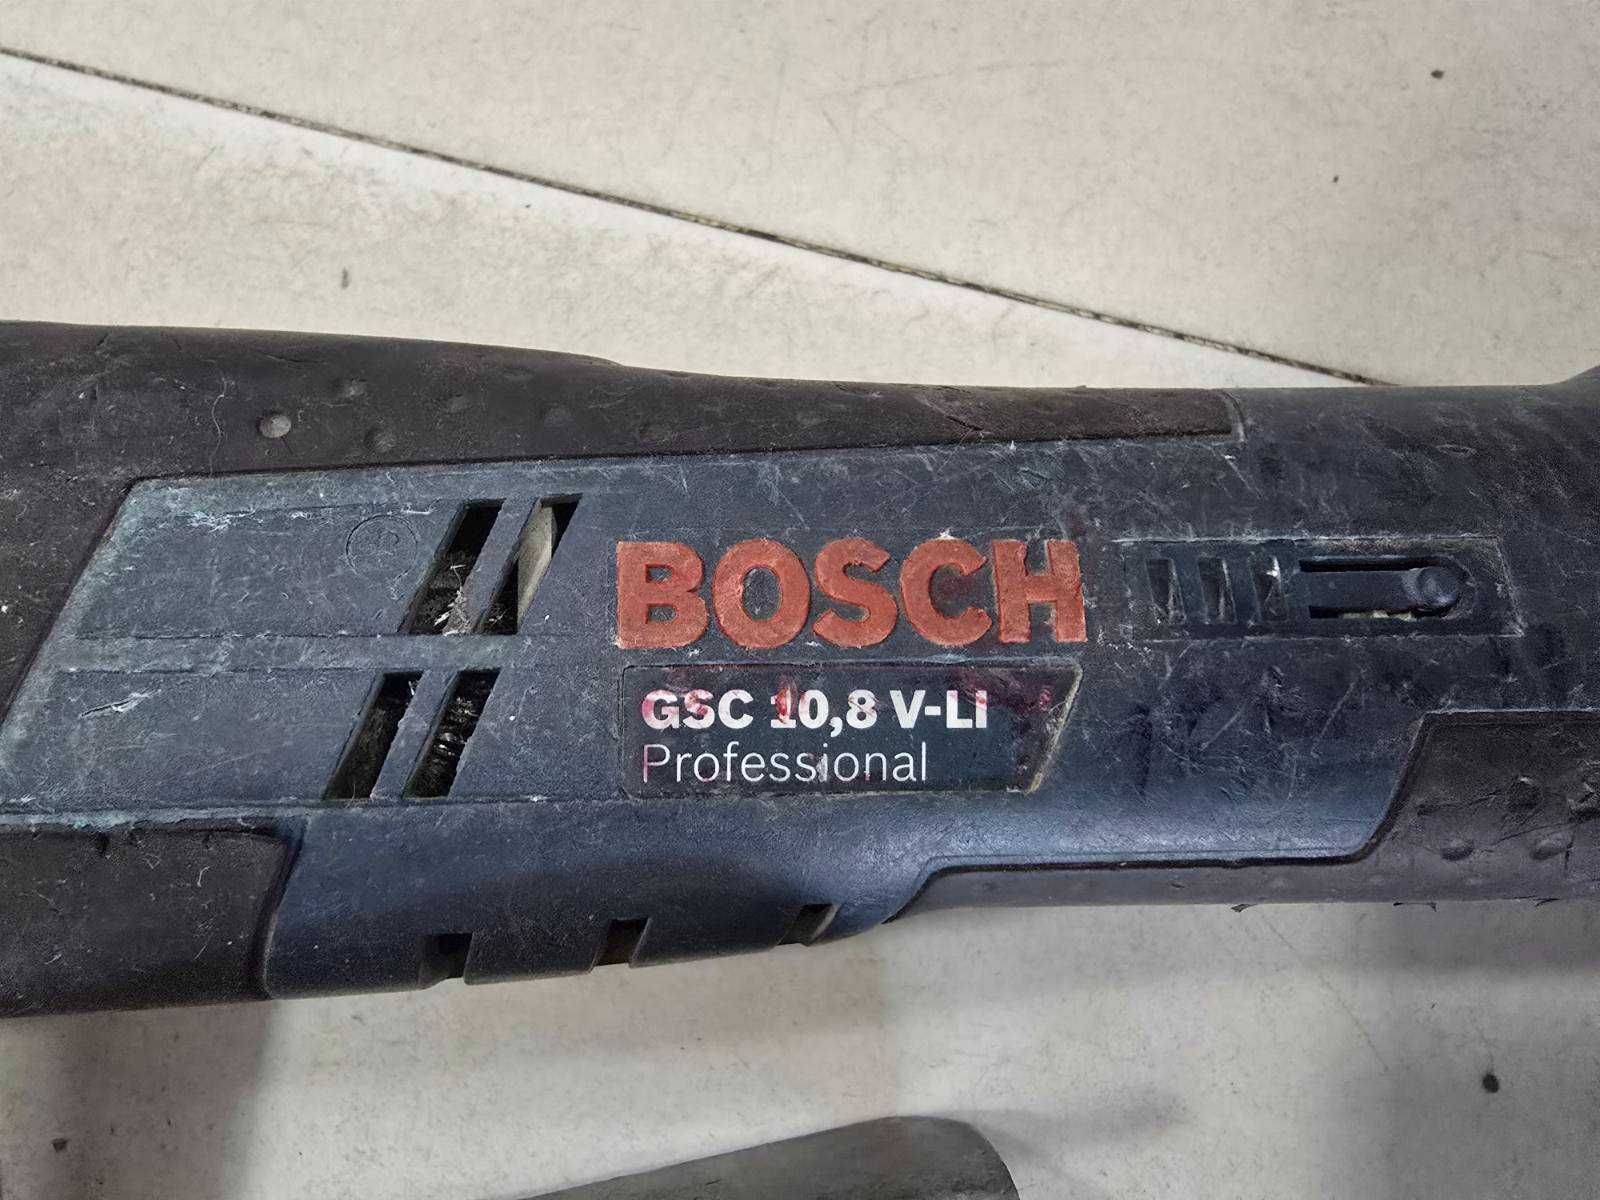 BOSCH
GSC 10,8 V-LI
Professional